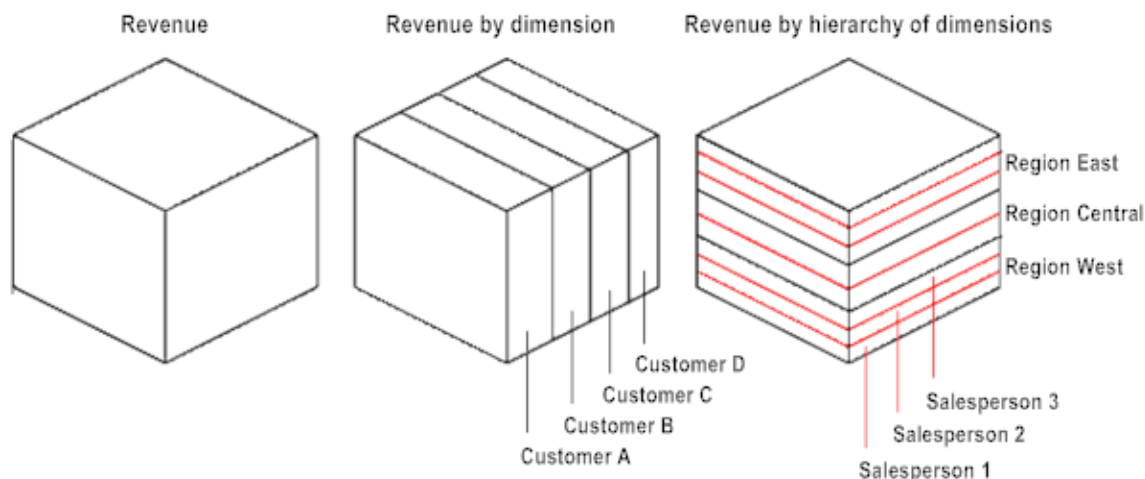 Revenue
Revenue by dimension
Revenue by hierarchy of dimensions
Region East
Region Central
Region West
Customer D
Customer C
Customer B
Customer A
Salesperson 3
Salesperson 2
Salesperson 1